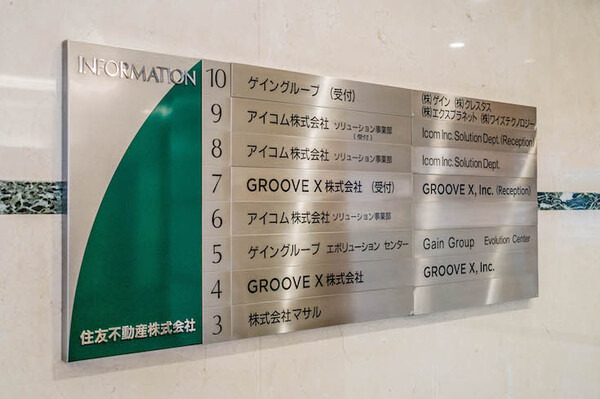 INFORMATION
10 ゲイングループ (受付)
(株)ゲイン (株)クレスタス
(株)エクスプラネット (株)ワイズテクノロジー
9 アイコム株式会社 ソリューション事業部
(受付)
Icom Inc. Solution Dept. (Reception)
8 アイコム株式会社 ソリューション事業部
Icom Inc. Solution Dept.
7 GROOVE X 株式会社 (受付)
GROOVE X, Inc. (Reception)
6 アイコム株式会社 ソリューション事業部
5 ゲイングループ エボリューション センター
Gain Group Evolution Center
4 GROOVE X 株式会社
GROOVE X, Inc.
3 株式会社マサル
住友不動産株式会社